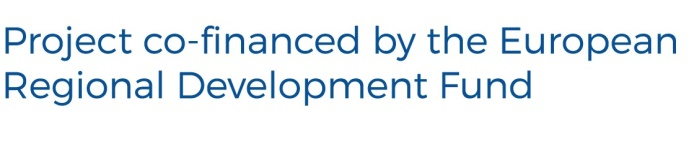 Project co-financed by the European
Regional Development Fund